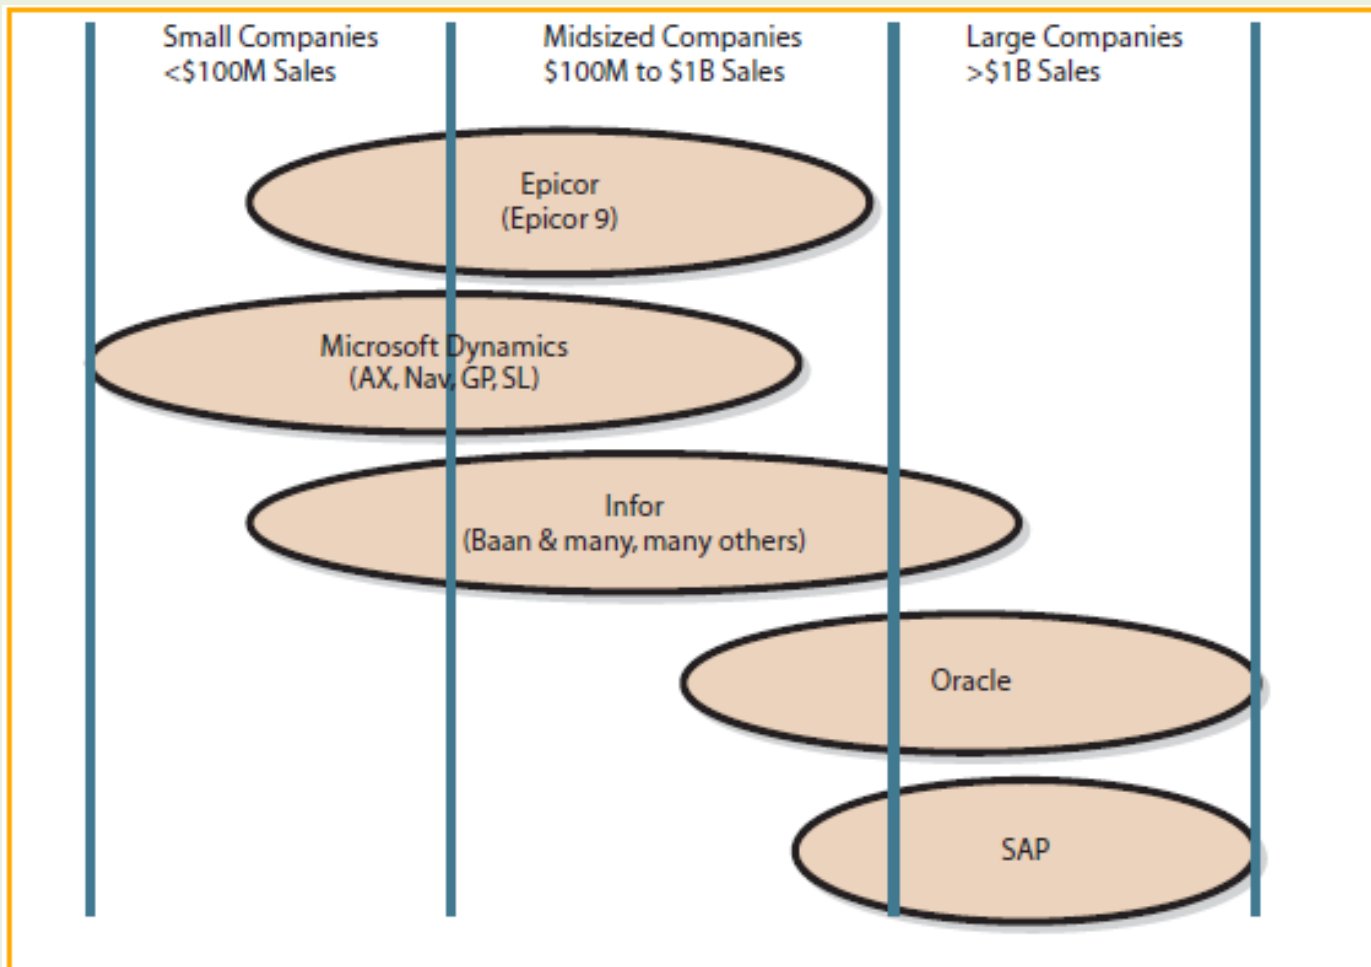 Small Companies
<$100M Sales
Midsized Companies
$100M to $1B Sales
Large Companies
>$1B Sales
Epicor
(Epicor 9)
Microsoft Dynamics
(AX, Nav, GP, SL)
Infor
(Baan & many, many others)
Oracle
SAP